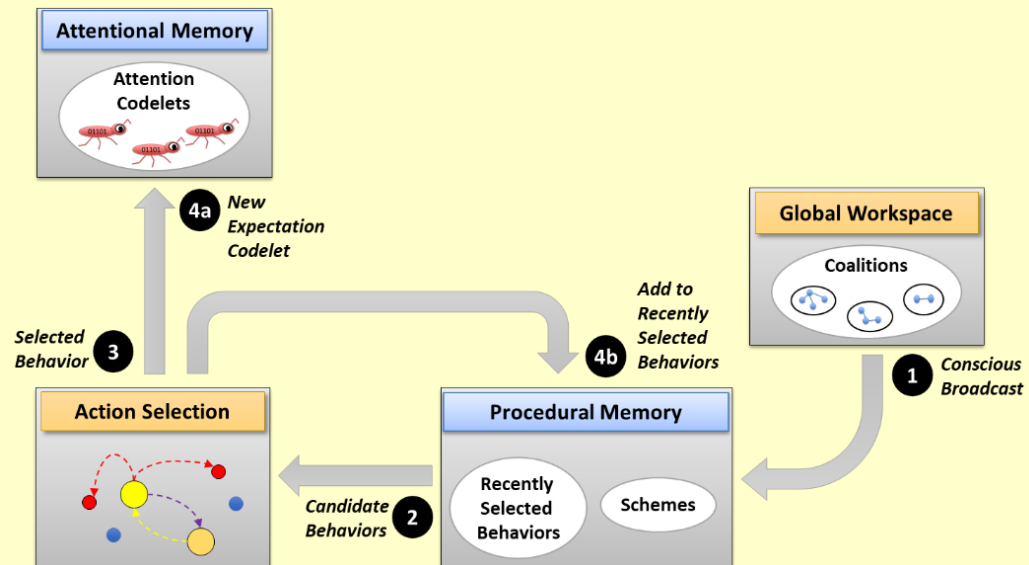 Attentional Memory
Attention
Codelets
01101
01101
01101
4a
New
Expectation
Codelet
Global Workspace
Coalitions
Selected
Behavior
3
Add to
Recently
Selected
Behaviors
4b
1
Conscious
Broadcast
Action Selection
Procedural Memory
Recently
Selected
Behaviors
Schemes
Candidate
Behaviors
2